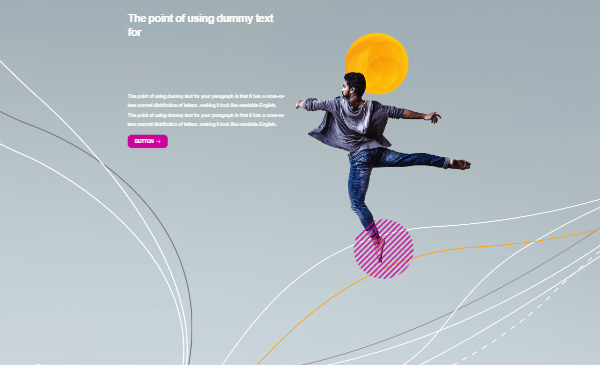 The point of using dummy text
for
The point of using dummy text for your paragraph is that it has a more-or-
less normal distribution of letters. making it look like readable English.
The point of using dummy text for your paragraph is that it has a more-or-
less normal distribution of letters. making it look like readable English.
BUTTON →